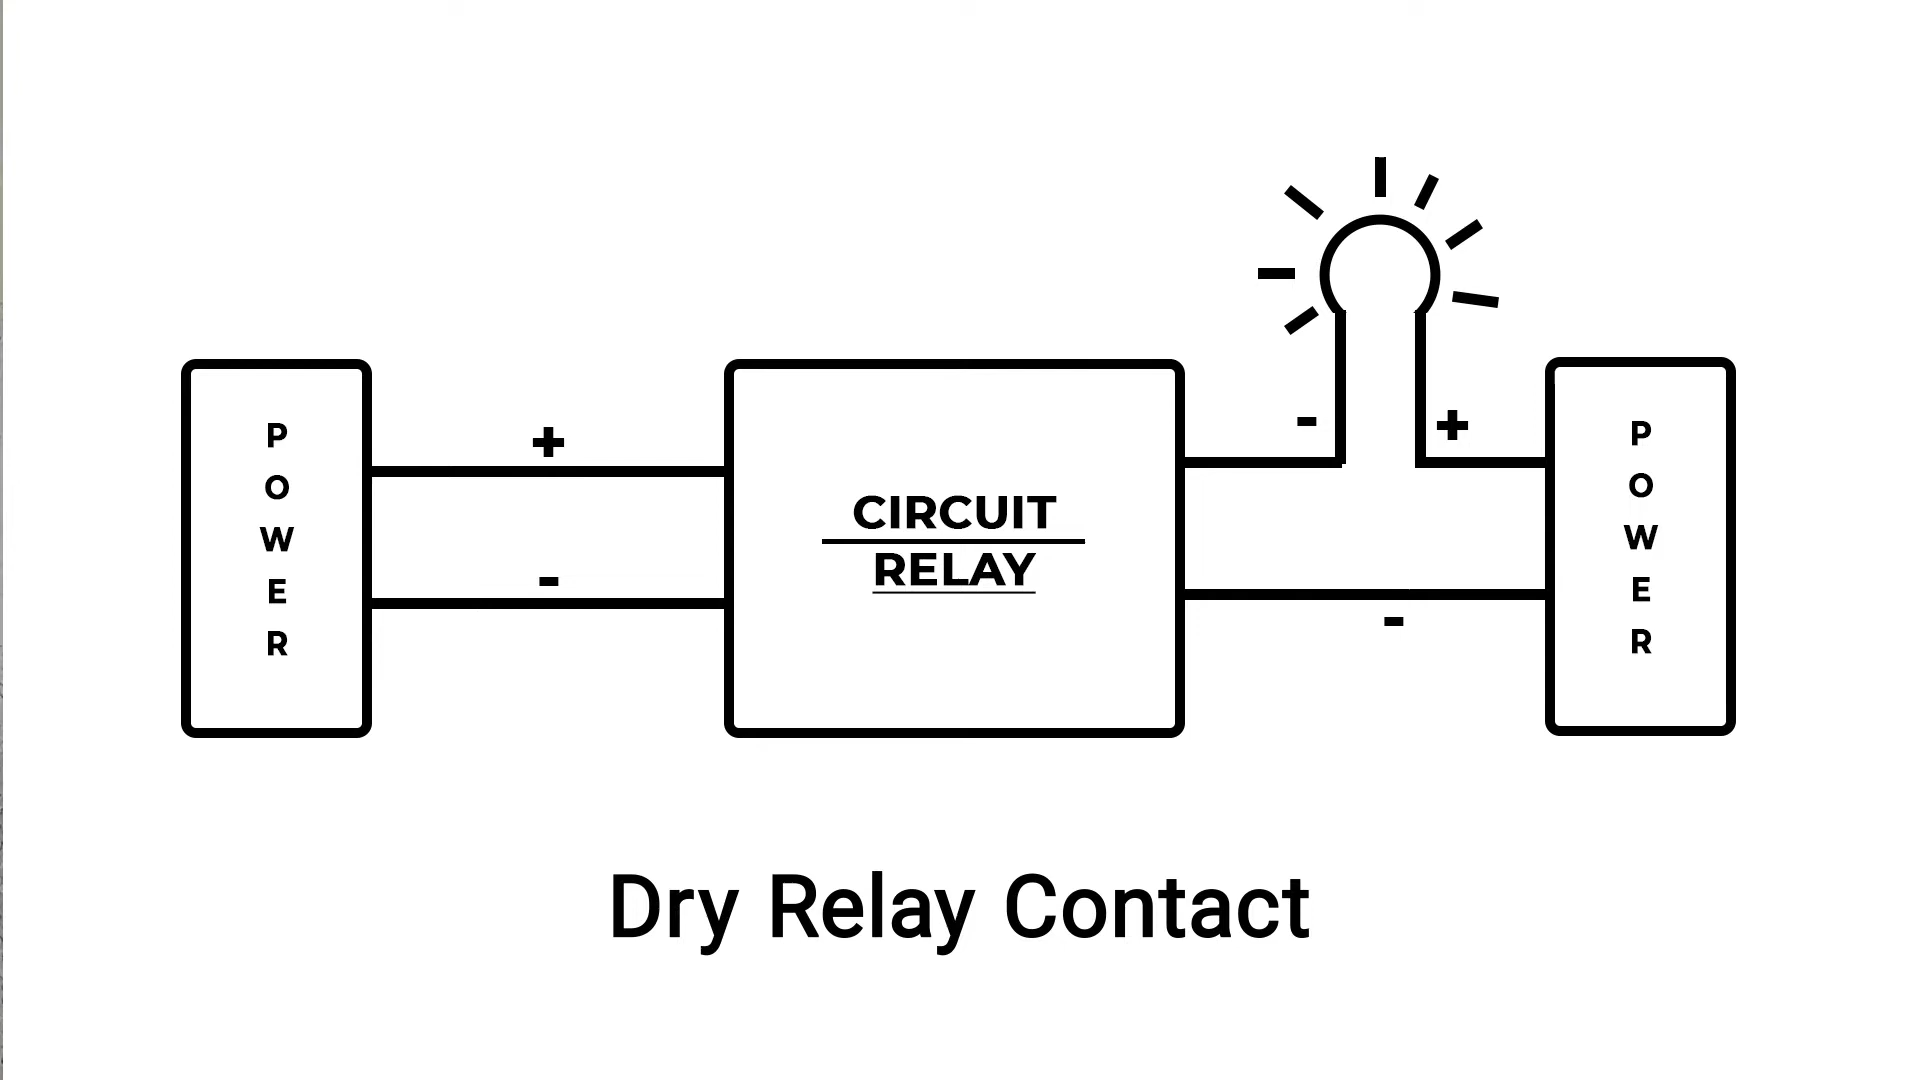 P
O
W
E
R
+
-
CIRCUIT
RELAY
-
+
-
P
O
W
E
R
Dry Relay Contact